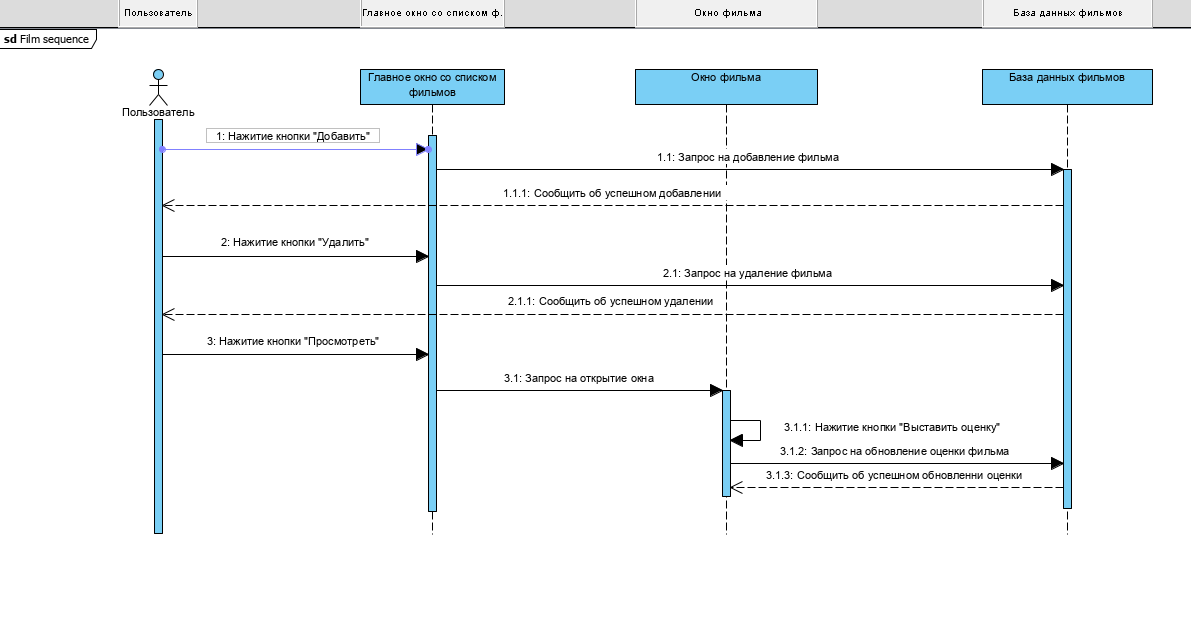 Пользователь
Главное окно со списком ф.
Окно фильма
База данных фильмов
sd Film sequence
Пользователь
Главное окно со списком
фильмов
Окно фильма
База данных фильмов
1: Нажитие кнопки "Добавить"
1.1: Запрос на добавление фильма
1.1.1: Сообщить об успешном добавлении
2: Нажитие кнопки "Удалить"
2.1: Запрос на удаление фильма
2.1.1: Сообщить об успешном удалении
3: Нажитие кнопки "Просмотреть"
3.1: Запрос на открытие окна
3.1.1: Нажитие кнопки "Выставить оценку"
3.1.2: Запрос на обновление оценки фильма
3.1.3: Сообщить об успешном обновленни оценки